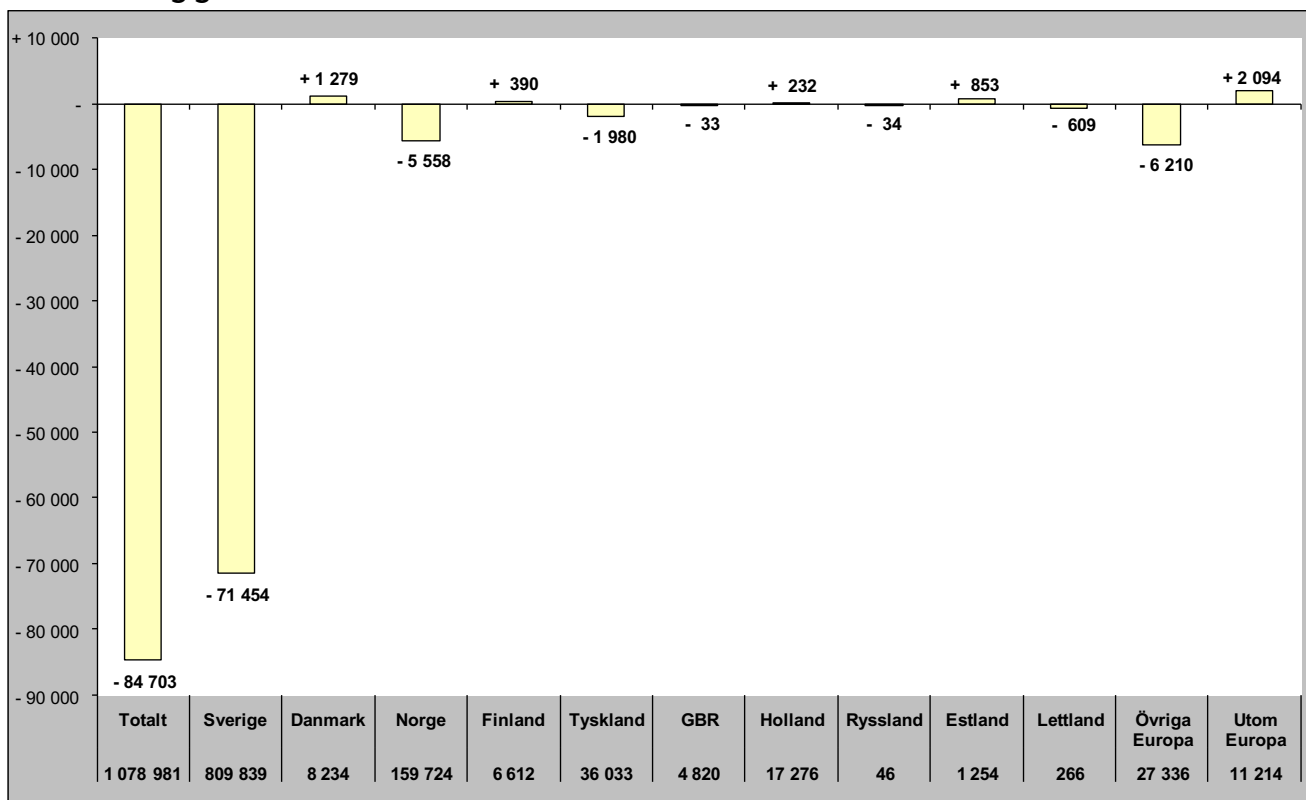 + 10 000
-
- 10 000
- 20 000
- 30 000
- 40 000
- 50 000
- 60 000
- 70 000
- 80 000
- 90 000
- 84 703
- 71 454
+ 1 279
- 5 558
+ 390
- 1 980
- 33
+ 232
- 34
+ 853
- 609
- 6 210
+ 2 094
Totalt Sverige Danmark Norge Finland Tyskland GBR Holland Ryssland Estland Lettland Övriga Europa Utom Europa
1 078 981 809 839 8 234 159 724 6 612 36 033 4 820 17 276 46 1 254 266 27 336 11 214